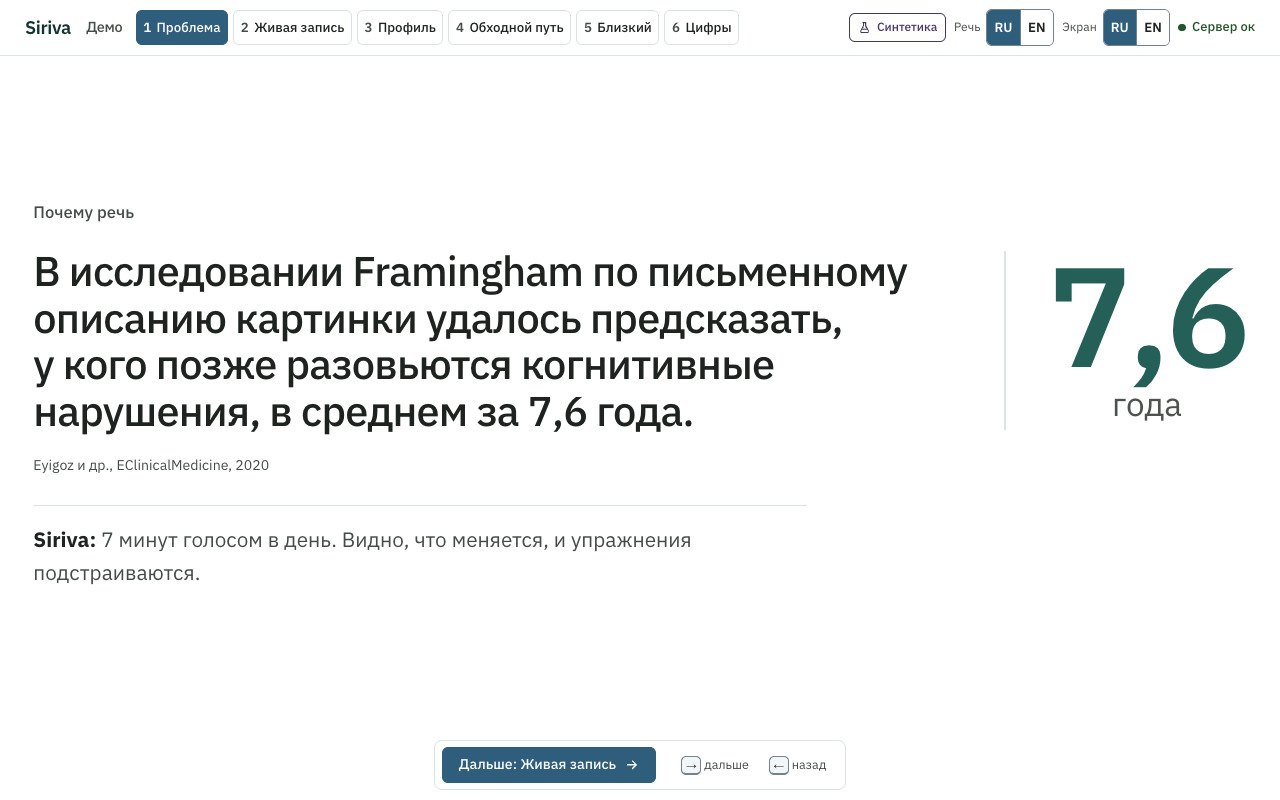 Siriva Демо 1 Проблема 2 Живая запись 3 Профиль 4 Обходной путь 5 Близкий 6 Цифры Синтетика Речь RU EN Экран RU EN Сервер ок
Почему речь
В исследовании Framingham по письменному
описанию картинки удалось предсказать,
у кого позже разовьются когнитивные
нарушения, в среднем за 7,6 года.
7,6
года
Eyigoz и др., EClinicalMedicine, 2020
Siriva: 7 минут голосом в день. Видно, что меняется, и упражнения
подстраиваются.
Дальше: Живая запись → → дальше ← назад